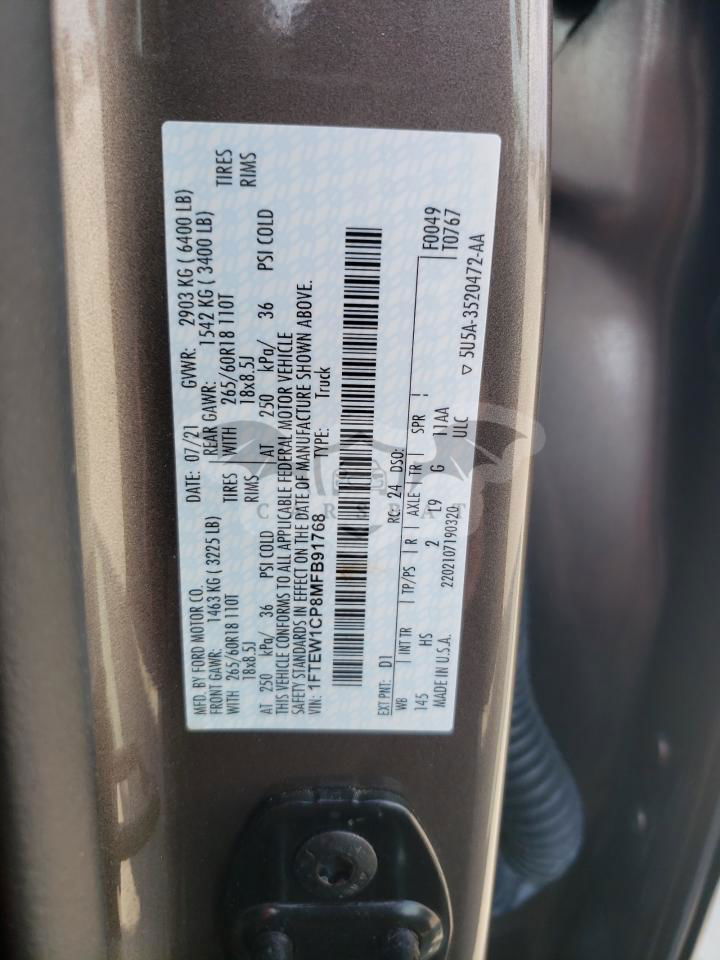 MFD. BY FORD MOTOR CO. DATE: 07/21 GVWR: 2903 KG ( 6400 LB)
FRONT GAWR: 1463 KG ( 3225 LB) REAR GAWR: 1542 KG ( 3400 LB)
WITH 265/60R18 110T TIRES WITH 265/60R18 110T TIRES
18x8.5J RIMS 18x8.5J RIMS
AT 250 kPa/ 36 PSI COLD AT 250 kPa/ 36 PSI COLD
THIS VEHICLE CONFORMS TO ALL APPLICABLE FEDERAL MOTOR VEHICLE
SAFETY STANDARDS IN EFFECT ON THE DATE OF MANUFACTURE SHOWN ABOVE.
VIN: 1FTEW1CP8MFB91768 TYPE: Truck
EXT PNT: D1 RC: 24 DSO: F0049
WB INT TR TP/PS R AXLE TR SPR T0767
145 HS 2 L9 G 11AA
MADE IN U.S.A. 2202107190320 ULC ▽ 5U5A-3520472-AA